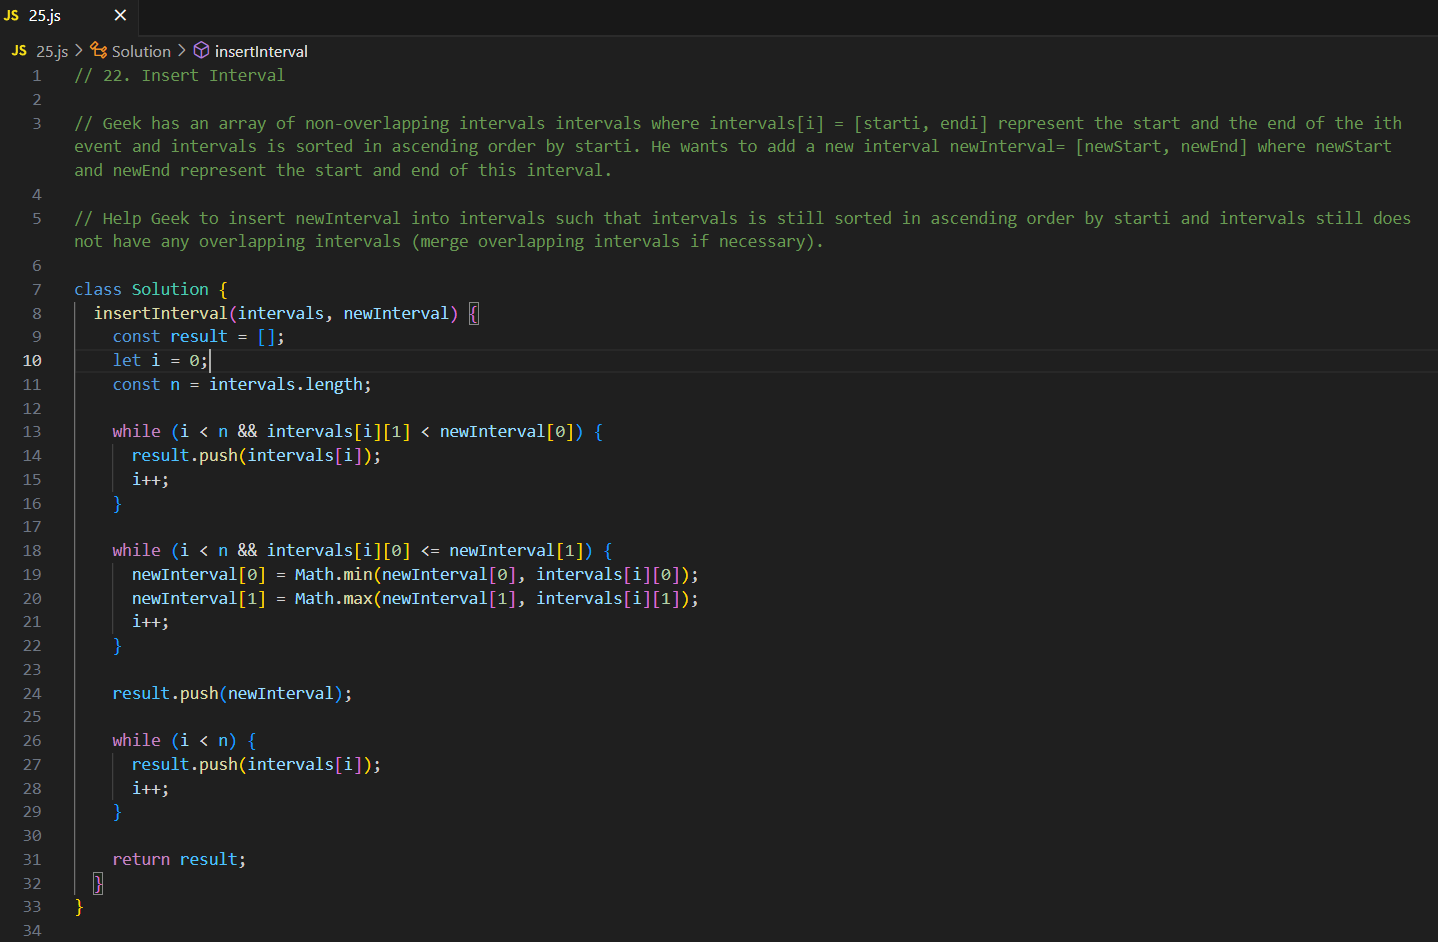 JS 25.js ×
JS 25.js > Solution > insertInterval
1 // 22. Insert Interval
2
3 // Geek has an array of non-overlapping intervals intervals where intervals[i] = [starti, endi] represent the start and the end of the ith
event and intervals is sorted in ascending order by starti. He wants to add a new interval newInterval= [newStart, newEnd] where newStart
and newEnd represent the start and end of this interval.
4
5 // Help Geek to insert newInterval into intervals such that intervals is still sorted in ascending order by starti and intervals still does
not have any overlapping intervals (merge overlapping intervals if necessary).
6
7 class Solution {
8   insertInterval(intervals, newInterval) {
9     const result = [];
10     let i = 0;
11     const n = intervals.length;
12
13     while (i < n && intervals[i][1] < newInterval[0]) {
14       result.push(intervals[i]);
15       i++;
16     }
17
18     while (i < n && intervals[i][0] <= newInterval[1]) {
19       newInterval[0] = Math.min(newInterval[0], intervals[i][0]);
20       newInterval[1] = Math.max(newInterval[1], intervals[i][1]);
21       i++;
22     }
23
24     result.push(newInterval);
25
26     while (i < n) {
27       result.push(intervals[i]);
28       i++;
29     }
30
31     return result;
32   }
33 }
34